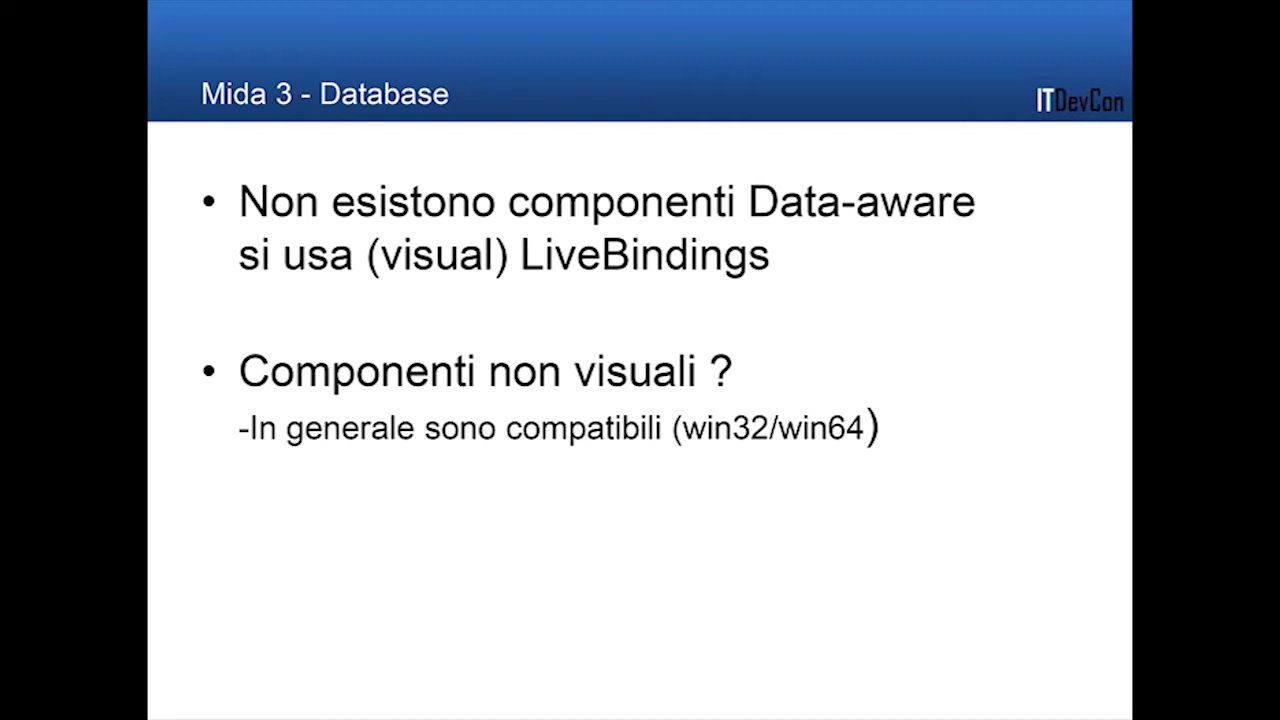 Mida 3 - Database
ITDevCon
• Non esistono componenti Data-aware
si usa (visual) LiveBindings
• Componenti non visuali ?
-In generale sono compatibili (win32/win64)